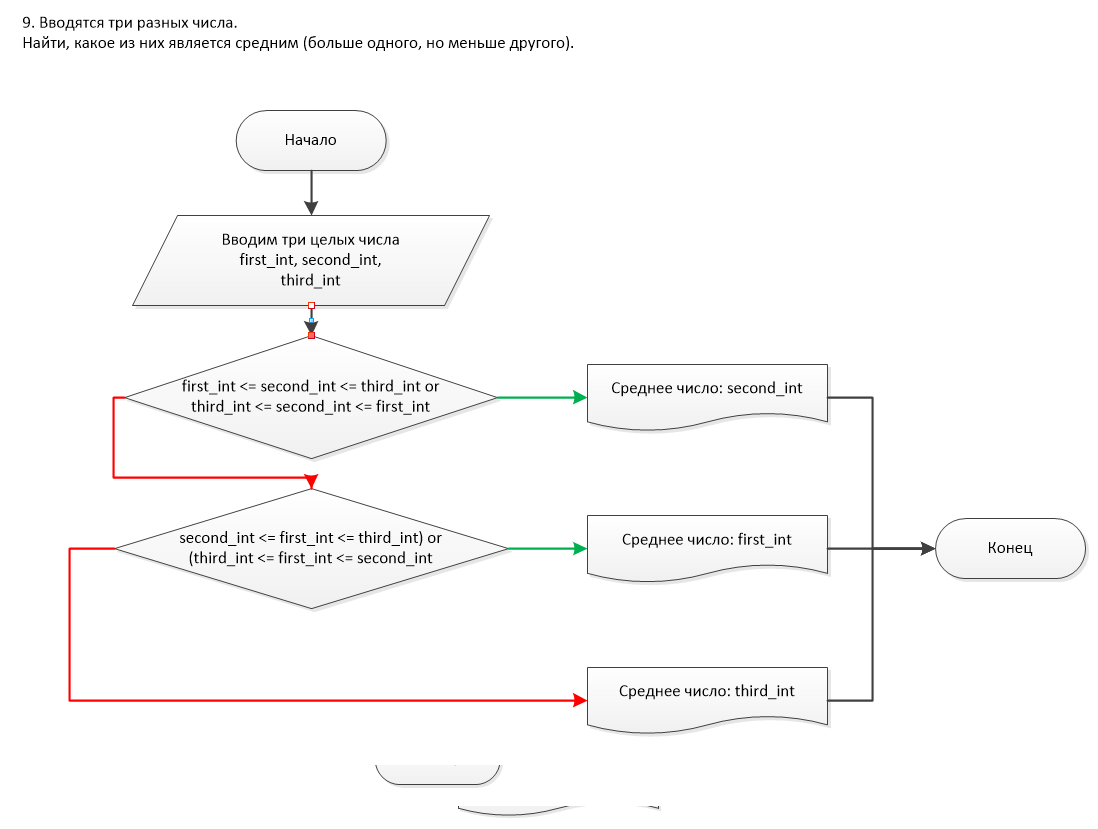 9. Вводятся три разных числа.
Найти, какое из них является средним (больше одного, но меньше другого).
Начало
Вводим три целых числа
first_int, second_int,
third_int
first_int <= second_int <= third_int or
third_int <= second_int <= first_int
Среднее число: second_int
second_int <= first_int <= third_int) or
(third_int <= first_int <= second_int
Среднее число: first_int
Конец
Среднее число: third_int